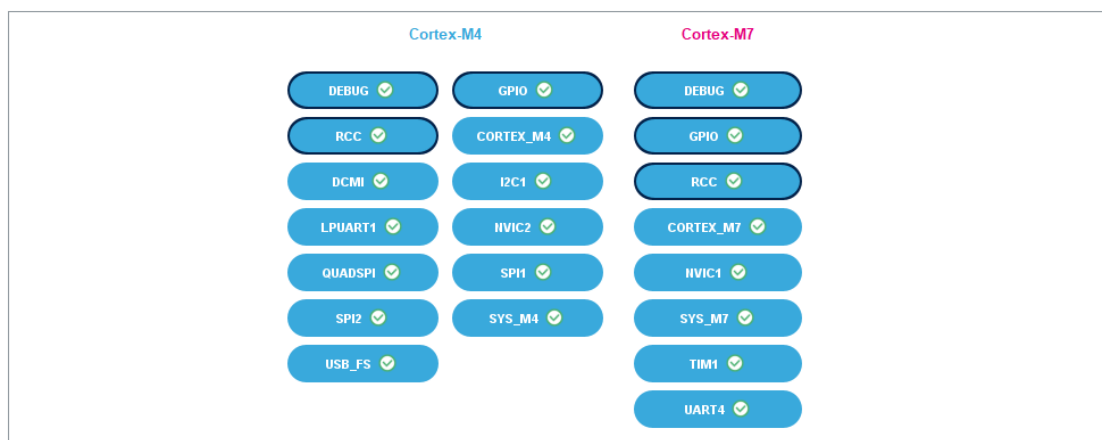 Cortex-M4 Cortex-M7
DEBUG GPIO DEBUG
RCC CORTEX_M4 GPIO
DCMI I2C1 RCC
LPUART1 NVIC2 CORTEX_M7
QUADSPI SPI1 NVIC1
SPI2 SYS_M4 SYS_M7
USB_FS TIM1
UART4